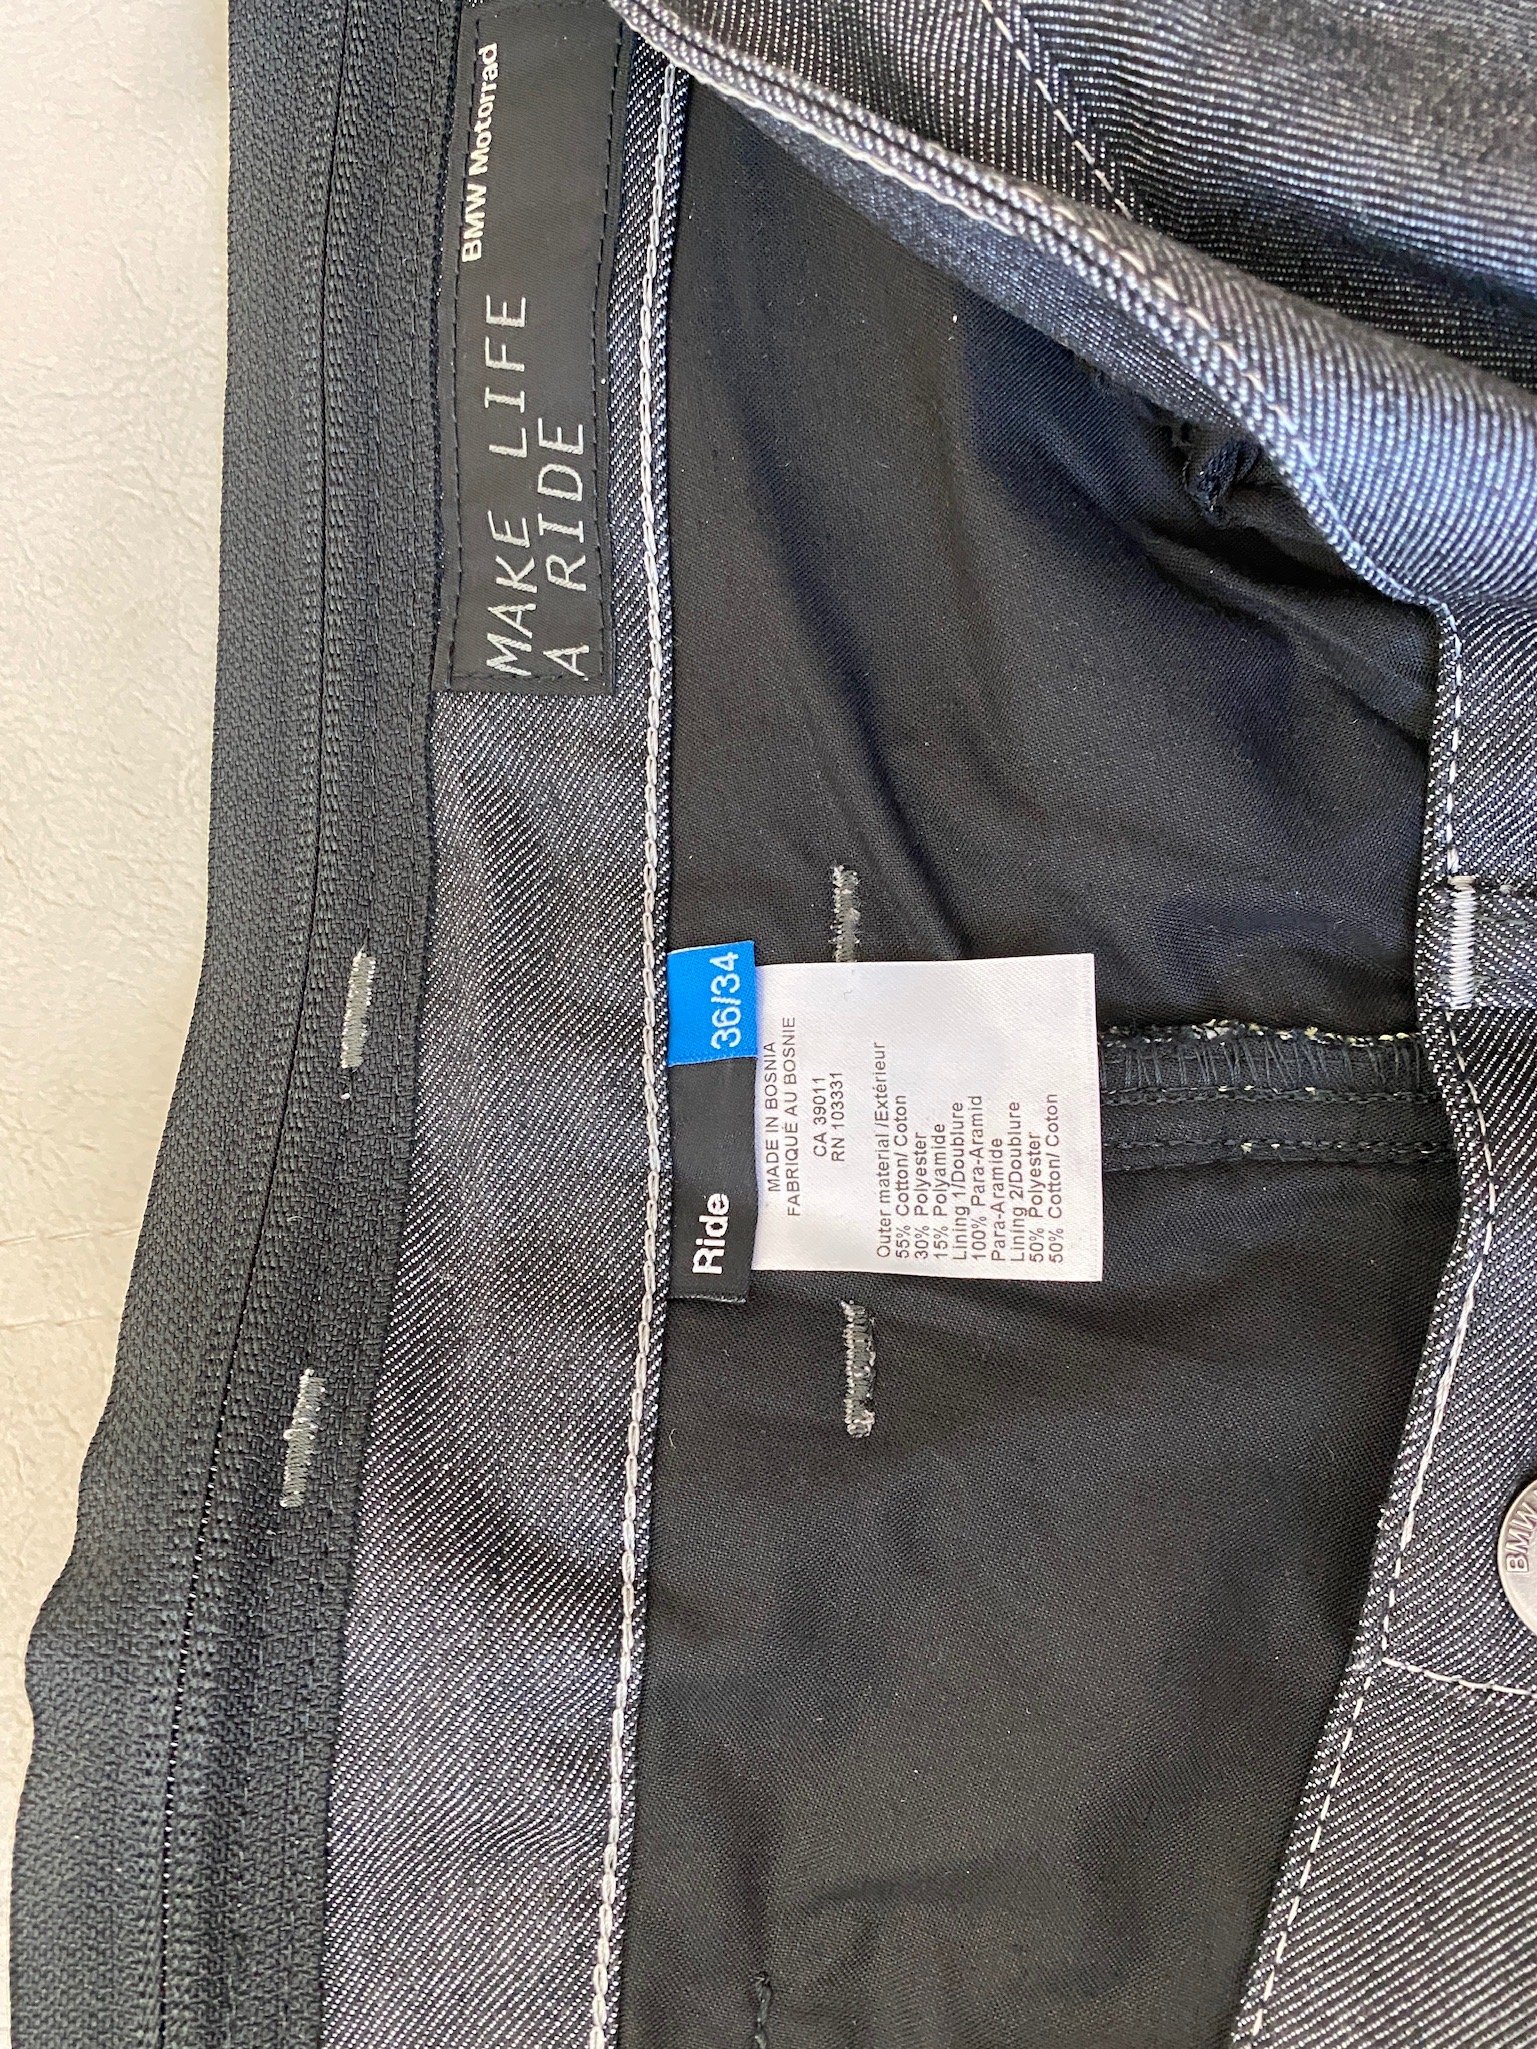 MAKE LIFE
A RIDE
BMW Motorrad
Ride
36/34
MADE IN BOSNIA
FABRIQUÉ AU BOSNIE
CA 39011
RN 103331
Outer material /Extérieur
55% Cotton/ Coton
30% Polyester
15% Polyamide
Lining 1/Doublure
100% Para-Aramid
Para-Aramide
Lining 2/Doublure
50% Polyester
50% Cotton/ Coton
BMW